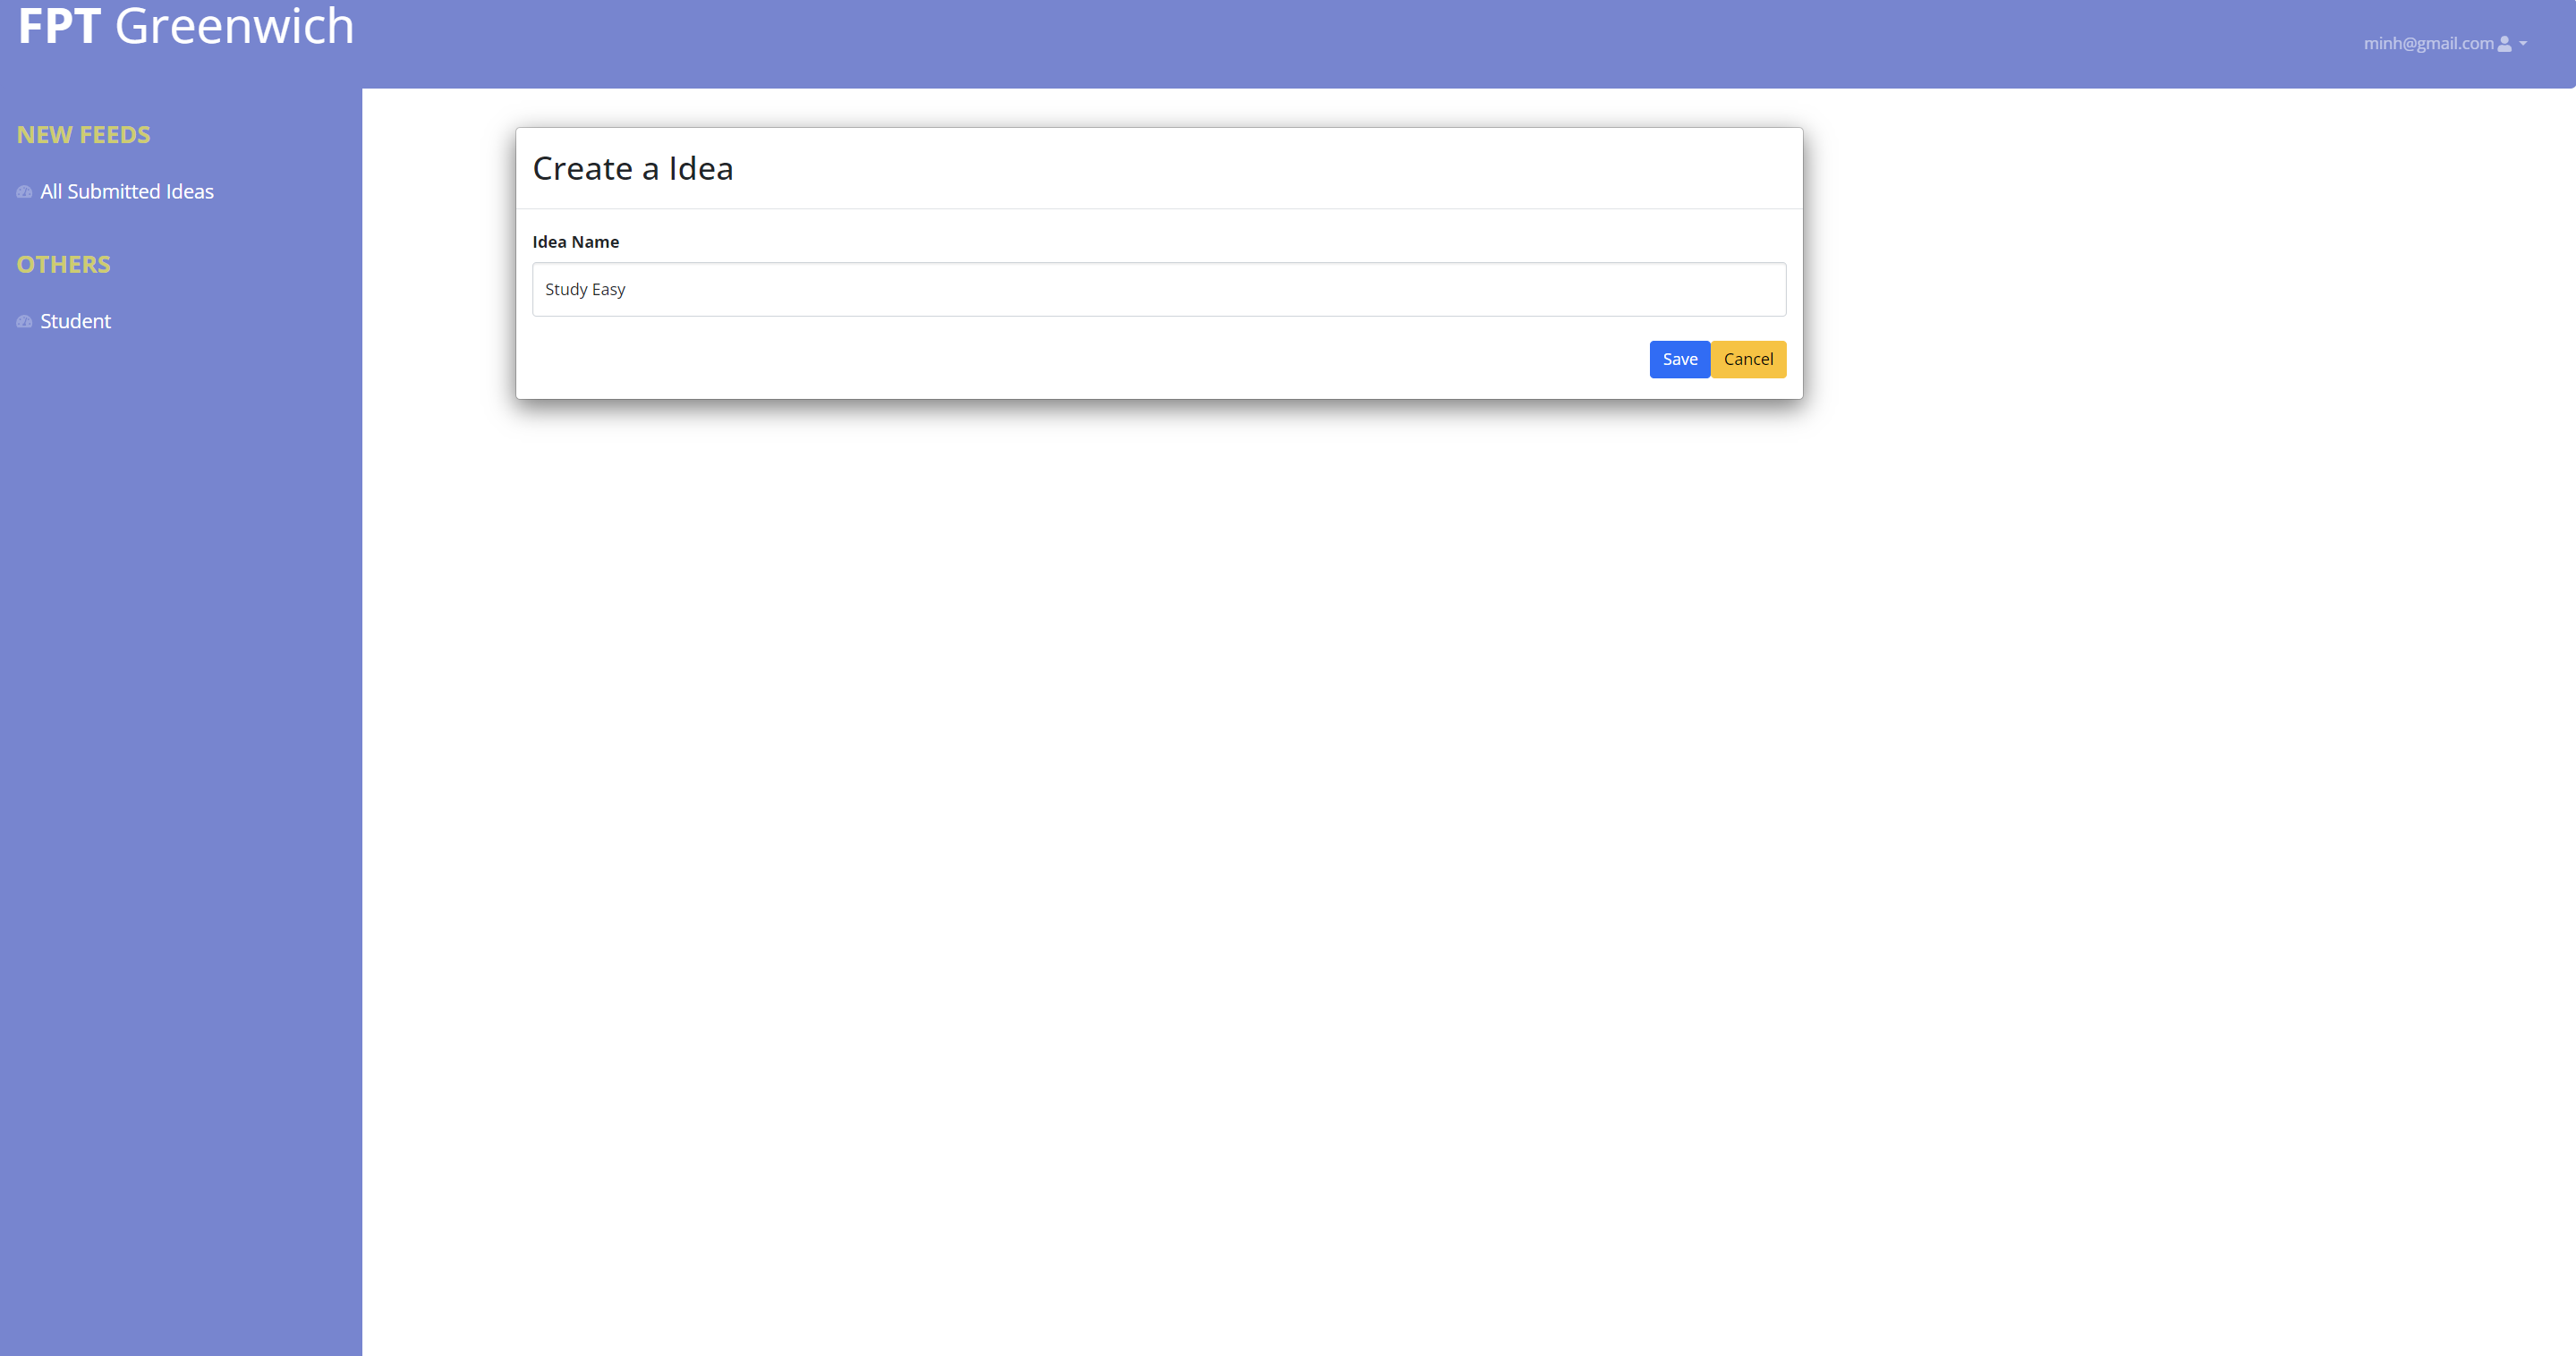 FPT Greenwich
minh@gmail.com
NEW FEEDS
All Submitted Ideas
OTHERS
Student
Create a Idea
Idea Name
Study Easy
Save Cancel